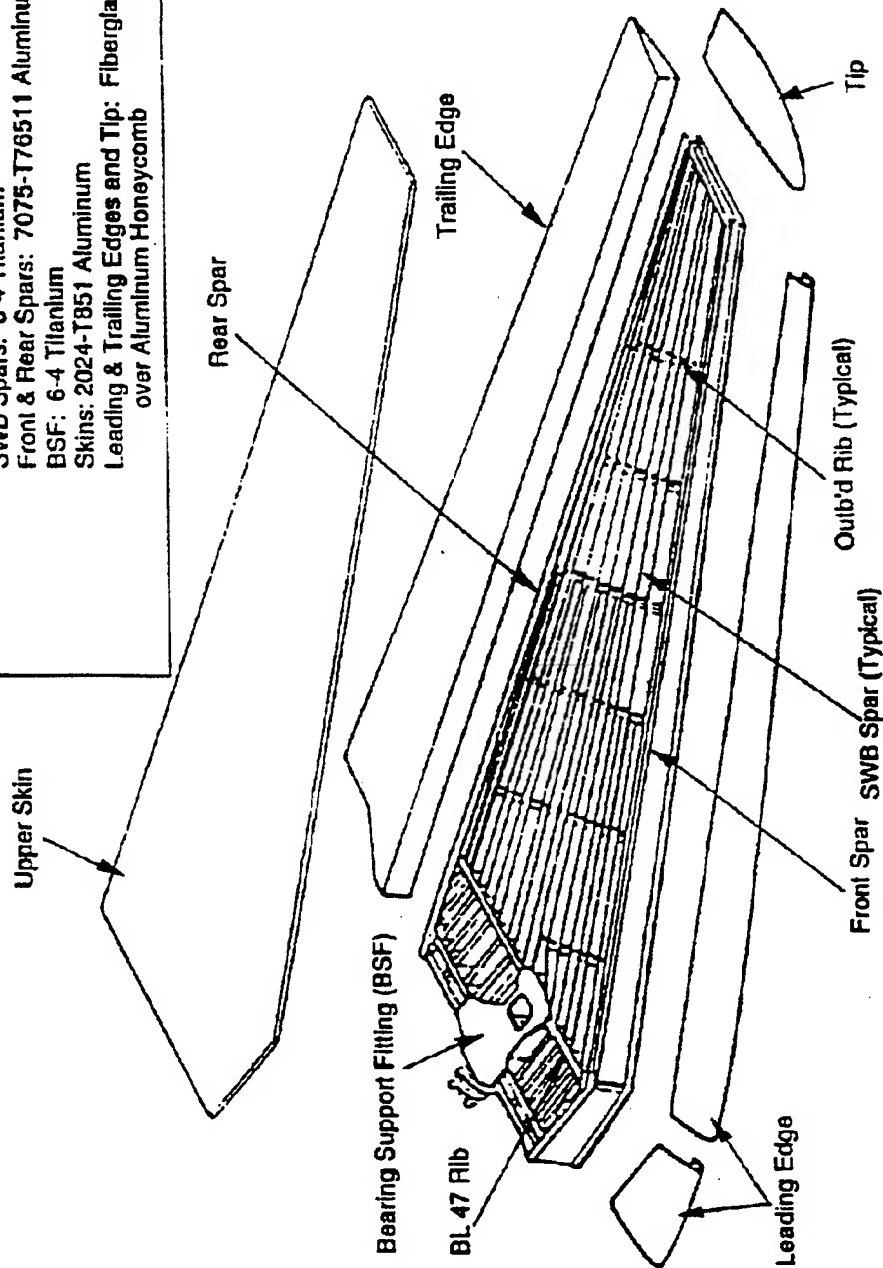 SWB Spars: 6-4 Titanium
Front & Rear Spars: 7075-T76511 Aluminu
BSF: 6-4 Titanium
Skins: 2024-T851 Aluminum
Leading & Trailing Edges and Tip: Fibergla
over Aluminum Honeycomb
Upper Skin
Rear Spar
Trailing Edge
Tip
Bearing Support Fitting (BSF)
BL 47 Rib
Leading Edge
Front Spar
SWB Spar (Typical)
Outb'd Rib (Typical)